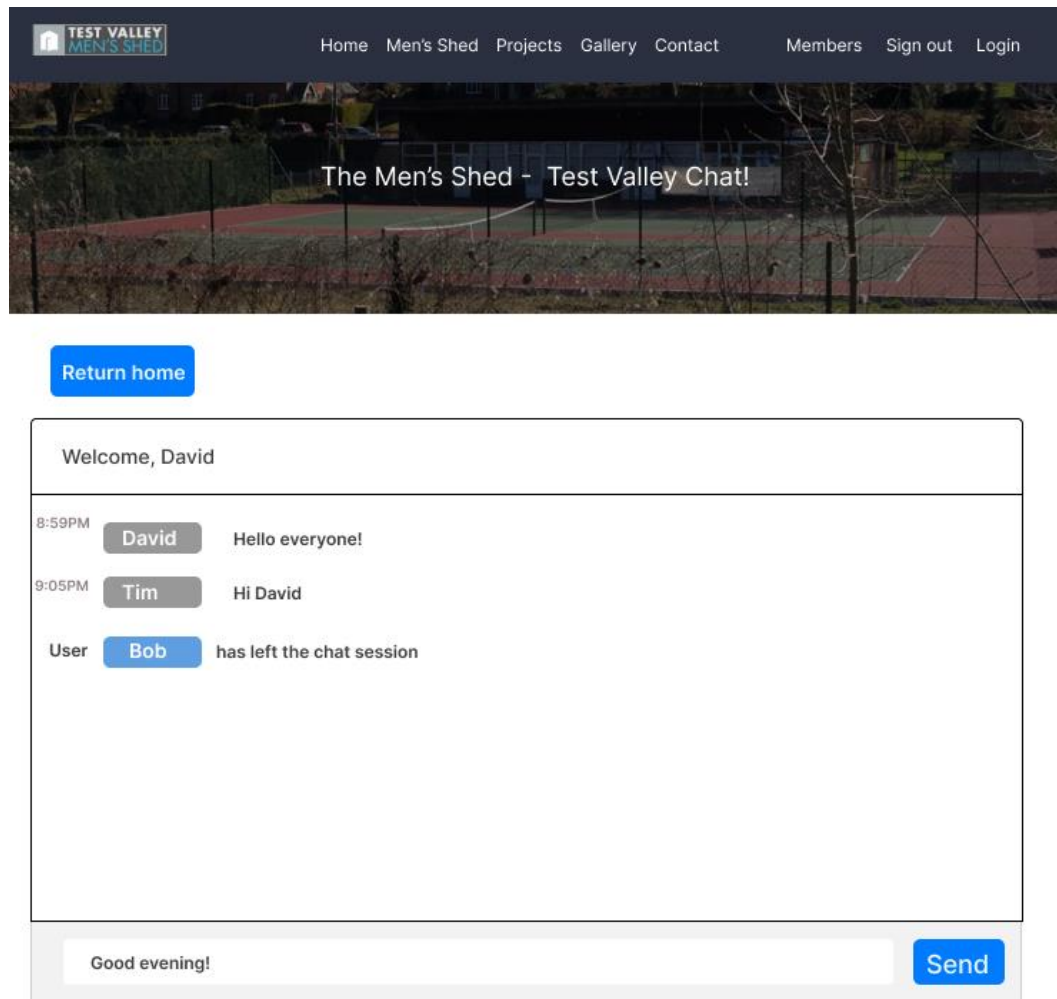 TEST VALLEY
MEN'S SHED
Home Men's Shed Projects Gallery Contact Members Sign out Login
The Men's Shed - Test Valley Chat!
Return home
Welcome, David
8:59PM David Hello everyone!
9:05PM Tim Hi David
User Bob has left the chat session
Good evening! Send